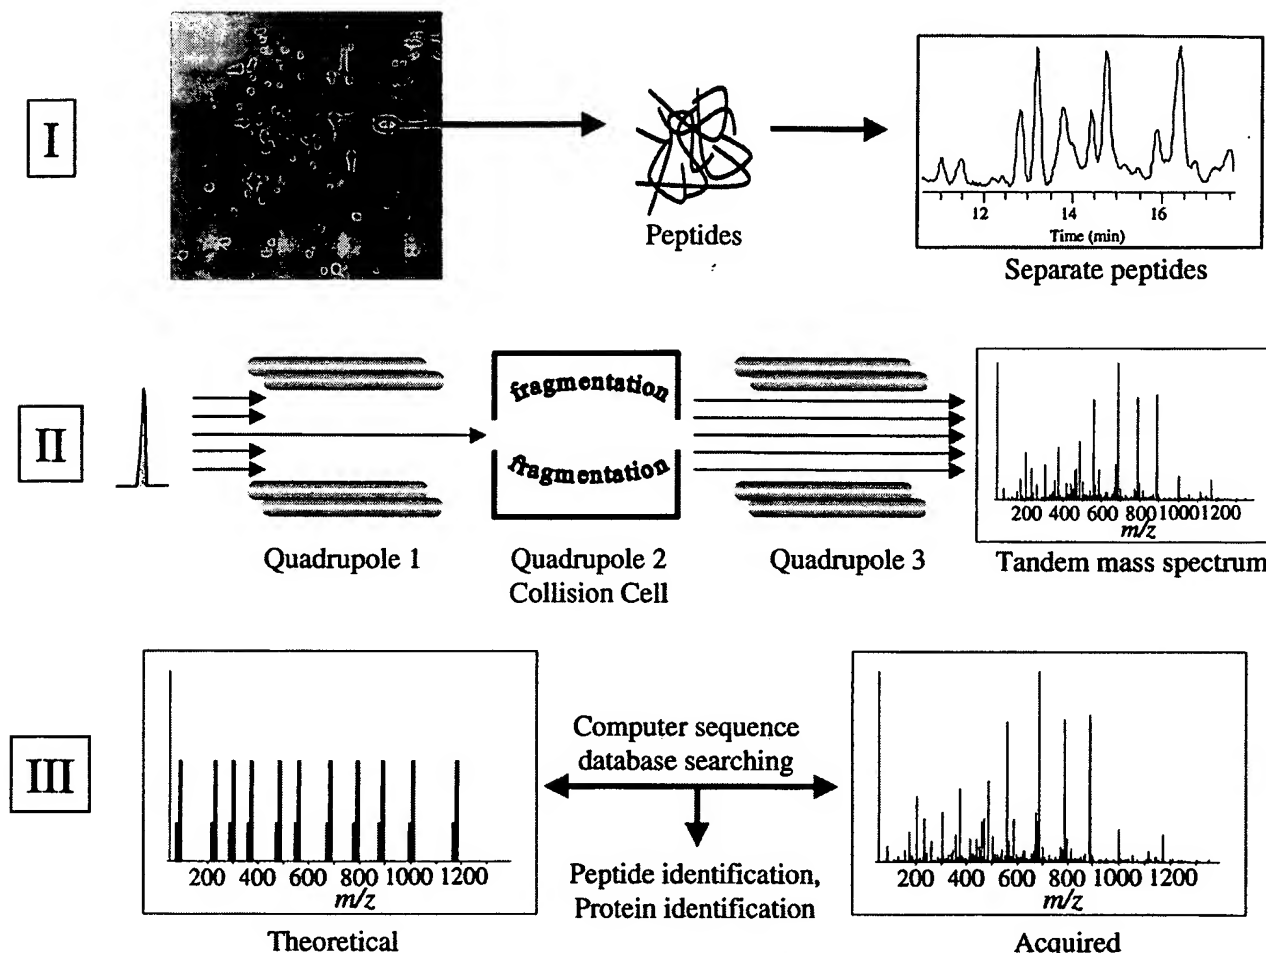 I
Peptides
12 14 16
Time (min)
Separate peptides
II
fragmentation
fragmentation
200 400 600 800 1000 1200
m/z
Quadrupole 1
Quadrupole 2
Collision Cell
Quadrupole 3
Tandem mass spectrum
III
Computer sequence
database searching
Peptide identification,
Protein identification
200 400 600 800 1000 1200
m/z
Theoretical
200 400 600 800 1000 1200
m/z
Acquired